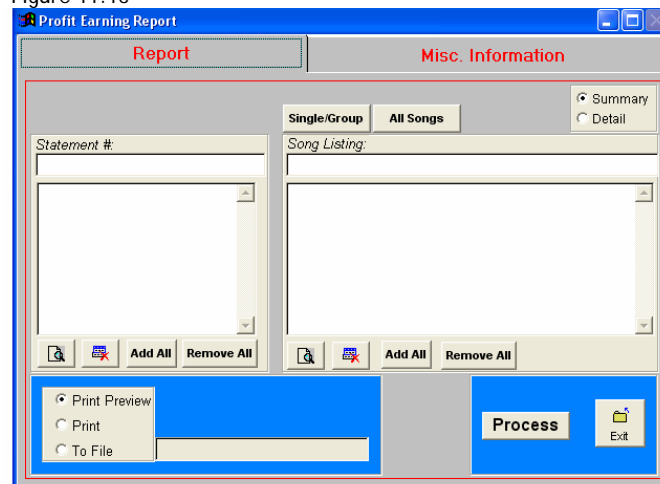 Profit Earning Report
Report
Misc. Information
Summary
Detail
Single/Group
All Songs
Statement #:
Song Listing:
Add All
Remove All
Add All
Remove All
Print Preview
Print
To File
Process
Exit